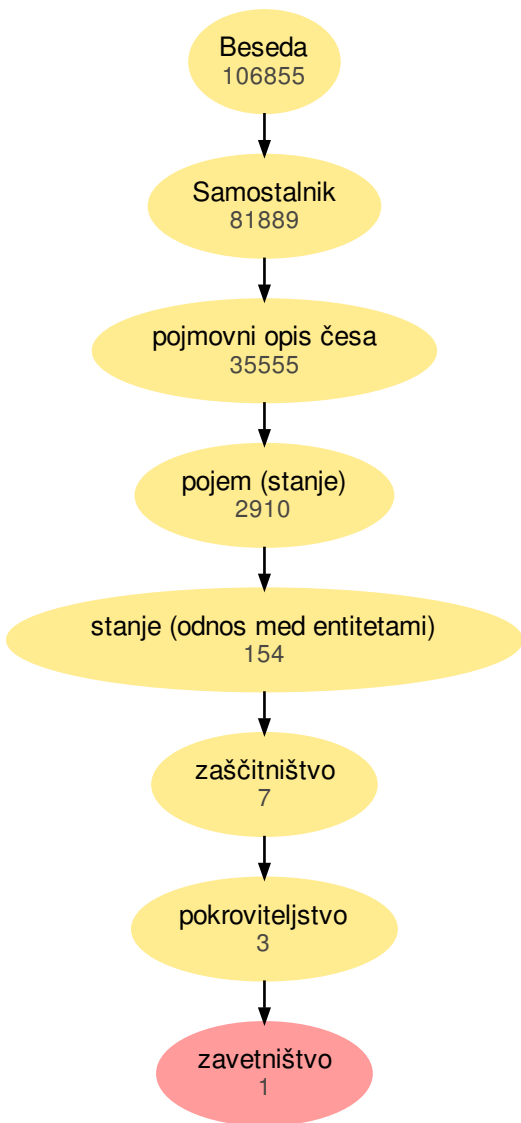 Beseda
106855
Samostalnik
81889
pojmovni opis česa
35555
pojem (stanje)
2910
stanje (odnos med entitetami)
154
zaščitništvo
7
pokroviteljstvo
3
zavetništvo
1